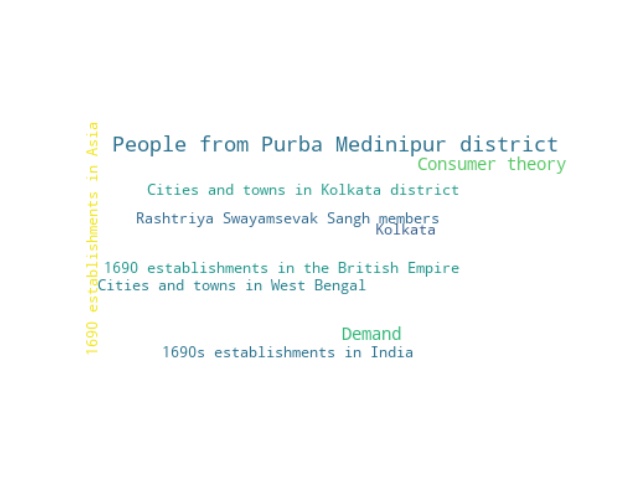 1690 establishments in Asia
People from Purba Medinipur district
Consumer theory
Cities and towns in Kolkata district
Rashtriya Swayamsevak Sangh members
Kolkata
1690 establishments in the British Empire
Cities and towns in West Bengal
Demand
1690s establishments in India